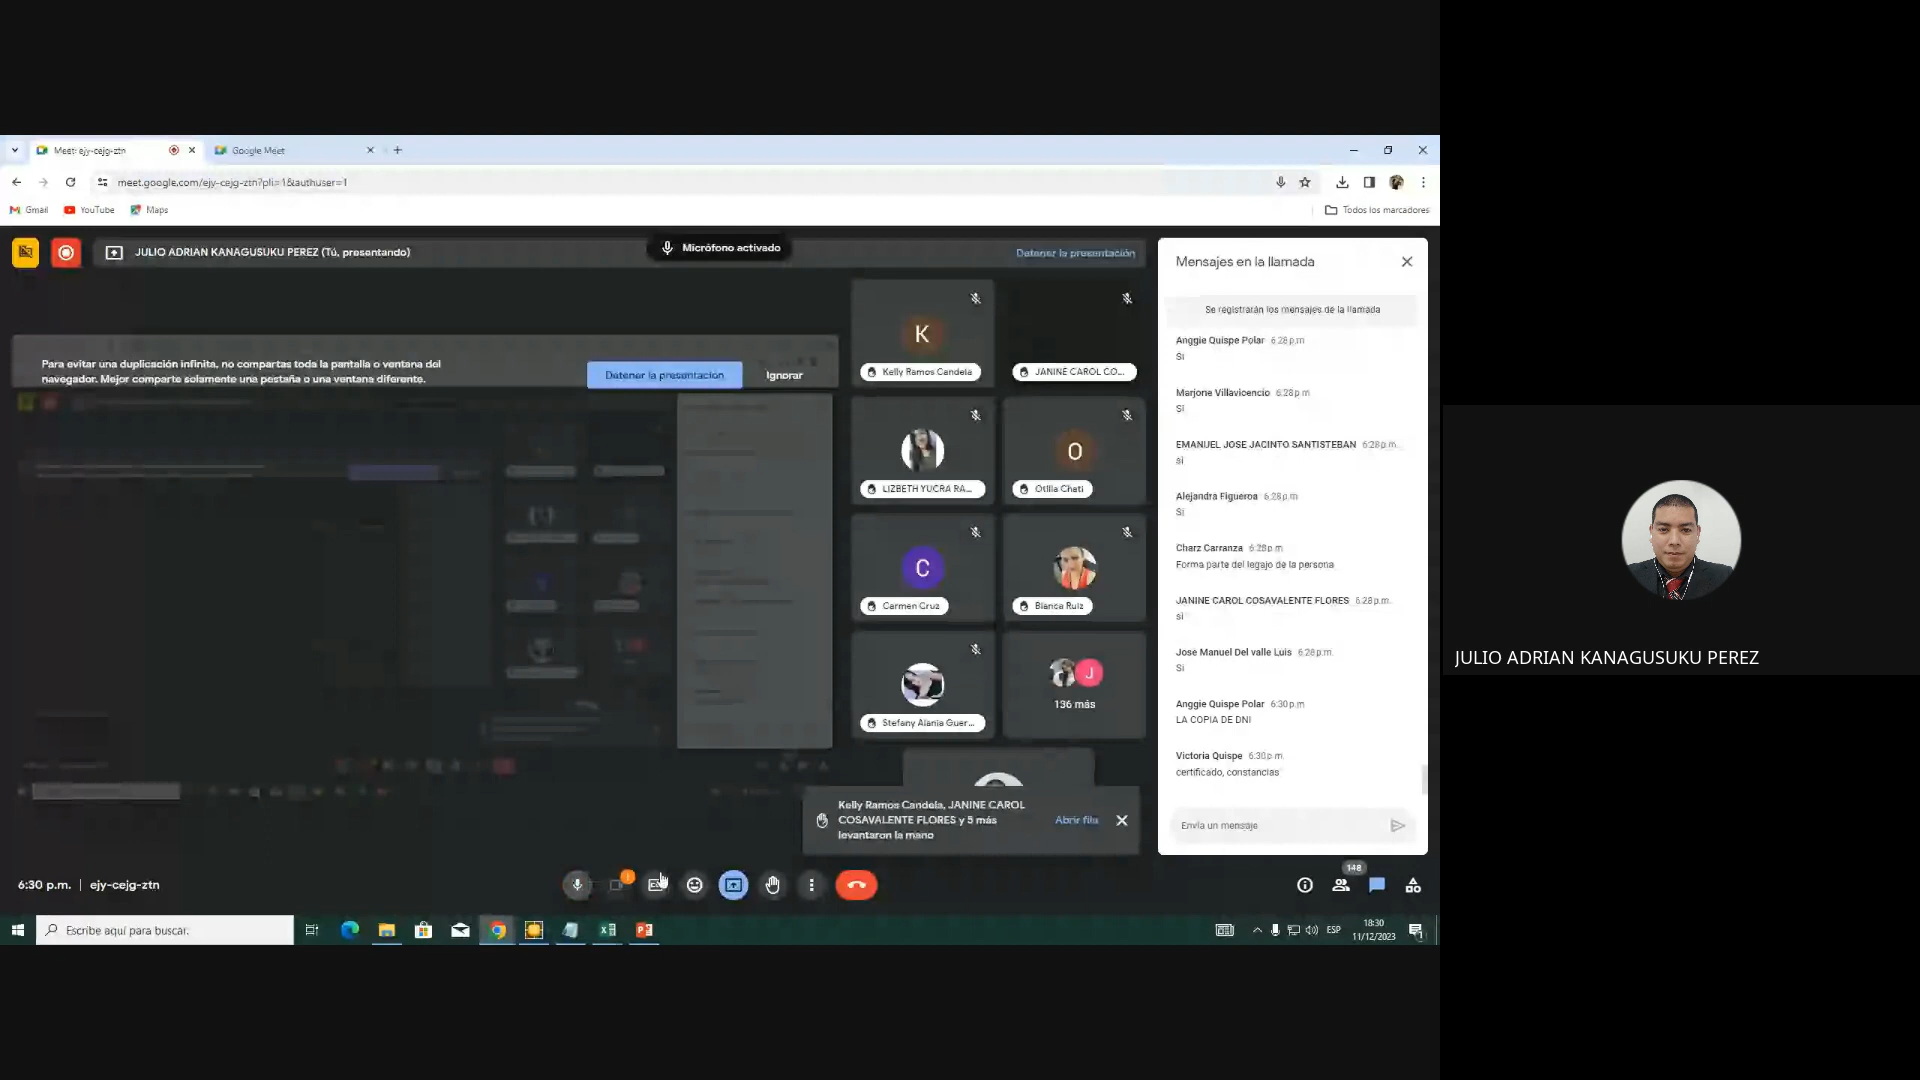 Meet: ejy-cejg-ztn
Google Meet
meet.google.com/ejy-cejg-ztn?pli=1&authuser=1
Gmail
YouTube
Maps
Todos los marcadores
JULIO ADRIAN KANAGUSUKU PEREZ (Tú, presentando)
Micrófono activado
Detener la presentación
Para evitar una duplicación infinita, no compartas toda la pantalla o ventana del
navegador. Mejor comparte solamente una pestaña o una ventana diferente.
Detener la presentación
Ignorar
K
Kelly Ramos Candela
JANINE CAROL CO...
LIZBETH YUCRA RA...
O
Otilia Chati
C
Carmen Cruz
Bianca Ruiz
Stefany Alania Guer...
J
136 más
Kelly Ramos Candela, JANINE CAROL
COSAVALENTE FLORES y 5 más
levantaron la mano
Abrir fila
Mensajes en la llamada
Se registrarán los mensajes de la llamada
Anggie Quispe Polar 6:28 p.m.
Si
Marjorie Villavicencio 6:28 p.m.
SI
EMANUEL JOSE JACINTO SANTISTEBAN 6:28 p.m.
si
Alejandra Figueroa 6:28 p.m.
Si
Charz Carranza 6:28 p.m.
Forma parte del legajo de la persona
JANINE CAROL COSAVALENTE FLORES 6:28 p.m.
si
Jose Manuel Del valle Luis 6:28 p.m.
Si
Anggie Quispe Polar 6:30 p.m.
LA COPIA DE DNI
Victoria Quispe 6:30 p.m.
certificado, constancias
Envía un mensaje
JULIO ADRIAN KANAGUSUKU PEREZ
6:30 p.m. | ejy-cejg-ztn
148
Escribe aquí para buscar.
ESP
18:30
11/12/2023